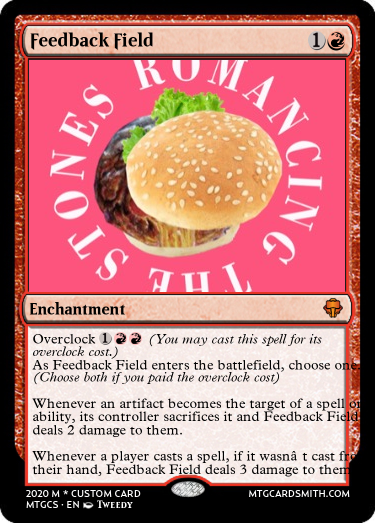 Feedback Field 1
STONES ROMANCING THE
Enchantment
Overclock 1 (You may cast this spell for its
overclock cost.)
As Feedback Field enters the battlefield, choose one.
(Choose both if you paid the overclock cost)
Whenever an artifact becomes the target of a spell or
ability, its controller sacrifices it and Feedback Field
deals 2 damage to them.
Whenever a player casts a spell, if it wasnâ t cast fro
their hand, Feedback Field deals 3 damage to them
2020 M * CUSTOM CARD
MTGCS · EN Tweedy
MTGCARDSMITH.COM